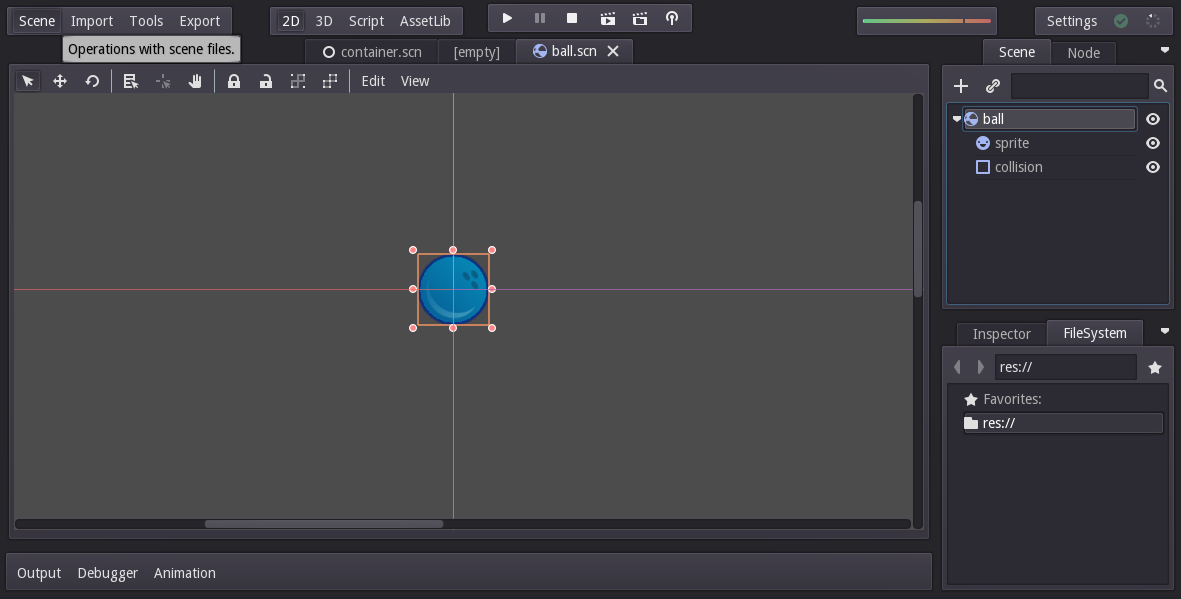 Scene Import Tools Export 2D 3D Script AssetLib Settings
Operations with scene files.
container.scn [empty] ball.scn
Scene Node
Edit View
ball
sprite
collision
Inspector FileSystem
res://
Favorites:
res://
Output Debugger Animation